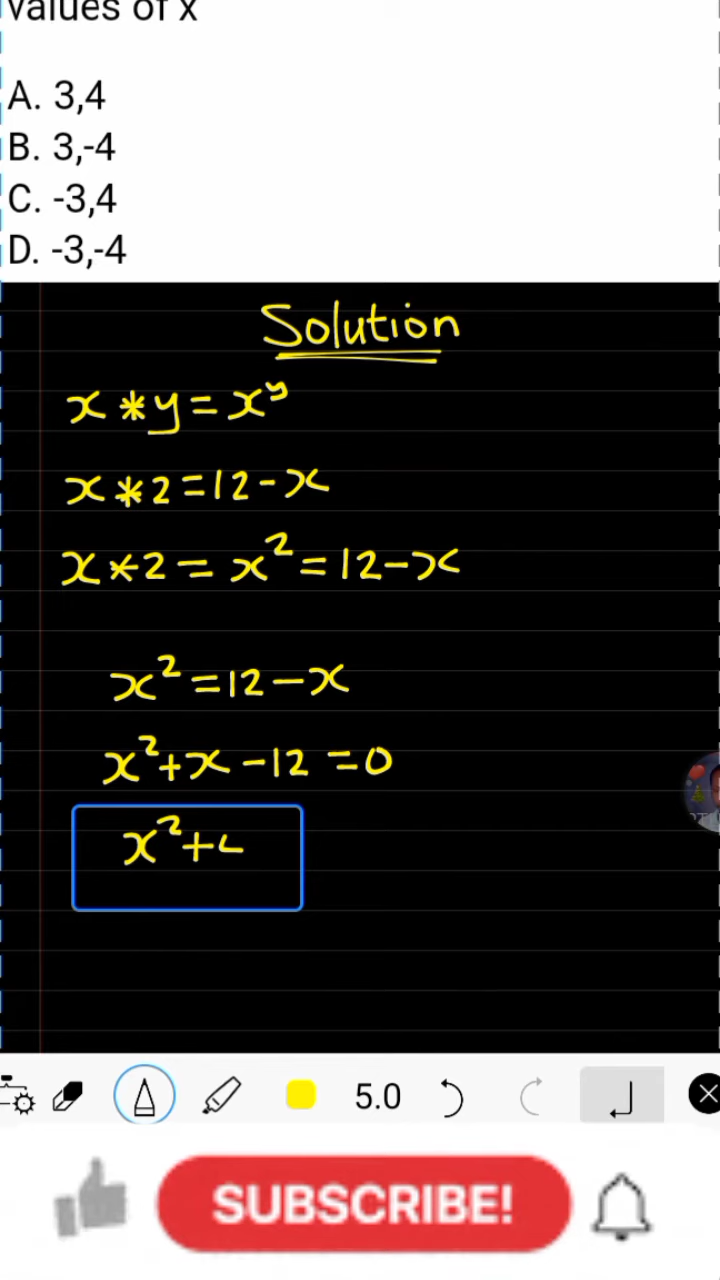 values of x
A. 3,4
B. 3,-4
C. -3,4
D. -3,-4
Solution
x * y = x^y
x * 2 = 12 - x
x * 2 = x² = 12 - x
x² = 12 - x
x² + x - 12 = 0
x² +
5.0
SUBSCRIBE!